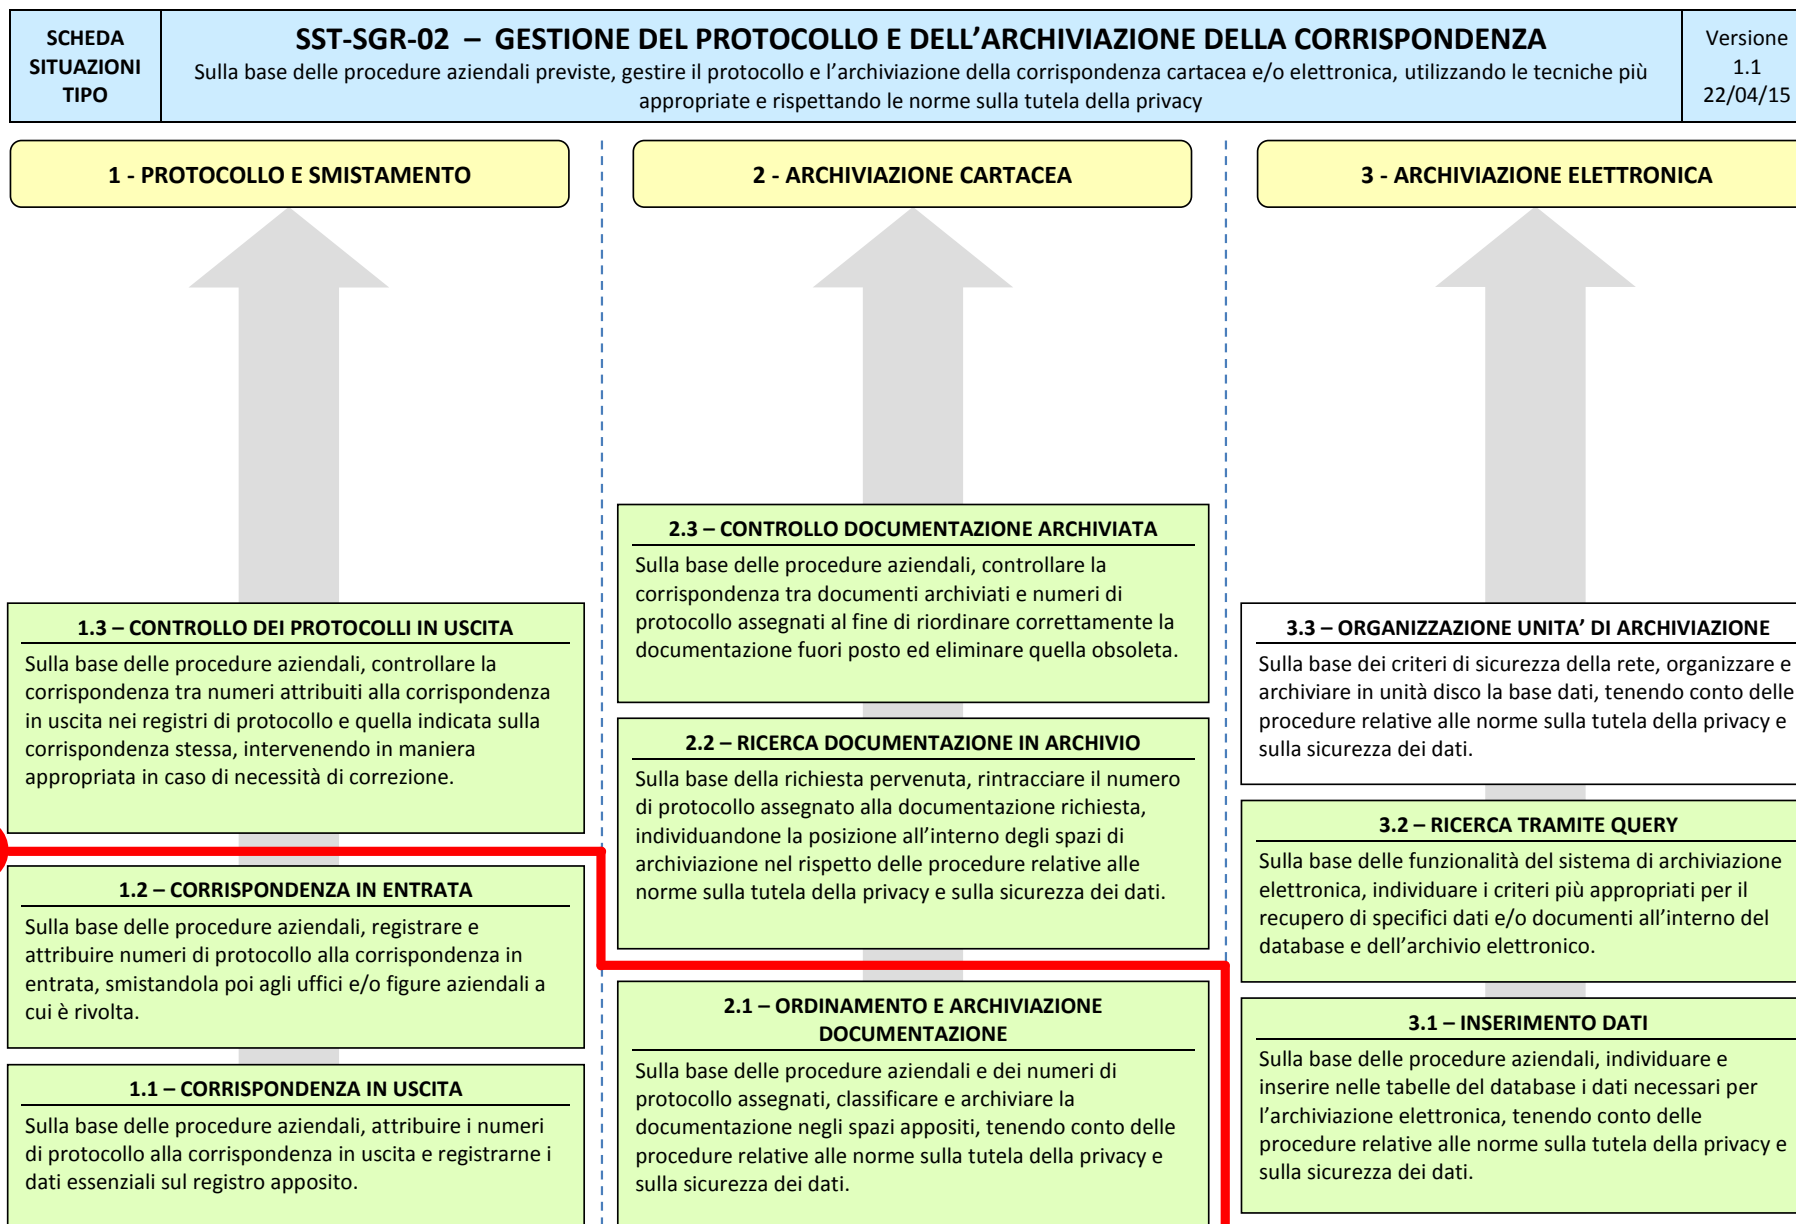 SCHEDA
SITUAZIONI
TIPO
SST-SGR-02 – GESTIONE DEL PROTOCOLLO E DELL’ARCHIVIAZIONE DELLA CORRISPONDENZA
Sulla base delle procedure aziendali previste, gestire il protocollo e l’archiviazione della corrispondenza cartacea e/o elettronica, utilizzando le tecniche più
appropriate e rispettando le norme sulla tutela della privacy
Versione
1.1
22/04/15
1 - PROTOCOLLO E SMISTAMENTO
1.3 – CONTROLLO DEI PROTOCOLLI IN USCITA
Sulla base delle procedure aziendali, controllare la
corrispondenza tra numeri attribuiti alla corrispondenza
in uscita nei registri di protocollo e quella indicata sulla
corrispondenza stessa, intervenendo in maniera
appropriata in caso di necessità di correzione.
1.2 – CORRISPONDENZA IN ENTRATA
Sulla base delle procedure aziendali, registrare e
attribuire numeri di protocollo alla corrispondenza in
entrata, smistandola poi agli uffici e/o figure aziendali a
cui è rivolta.
1.1 – CORRISPONDENZA IN USCITA
Sulla base delle procedure aziendali, attribuire i numeri
di protocollo alla corrispondenza in uscita e registrarne i
dati essenziali sul registro apposito.
2 - ARCHIVIAZIONE CARTACEA
2.3 – CONTROLLO DOCUMENTAZIONE ARCHIVIATA
Sulla base delle procedure aziendali, controllare la
corrispondenza tra documenti archiviati e numeri di
protocollo assegnati al fine di riordinare correttamente la
documentazione fuori posto ed eliminare quella obsoleta.
2.2 – RICERCA DOCUMENTAZIONE IN ARCHIVIO
Sulla base della richiesta pervenuta, rintracciare il numero
di protocollo assegnato alla documentazione richiesta,
individuandone la posizione all’interno degli spazi di
archiviazione nel rispetto delle procedure relative alle
norme sulla tutela della privacy e sulla sicurezza dei dati.
2.1 – ORDINAMENTO E ARCHIVIAZIONE
DOCUMENTAZIONE
Sulla base delle procedure aziendali e dei numeri di
protocollo assegnati, classificare e archiviare la
documentazione negli spazi appositi, tenendo conto delle
procedure relative alle norme sulla tutela della privacy e
sulla sicurezza dei dati.
3 - ARCHIVIAZIONE ELETTRONICA
3.3 – ORGANIZZAZIONE UNITA’ DI ARCHIVIAZIONE
Sulla base dei criteri di sicurezza della rete, organizzare e
archiviare in unità disco la base dati, tenendo conto delle
procedure relative alle norme sulla tutela della privacy e
sulla sicurezza dei dati.
3.2 – RICERCA TRAMITE QUERY
Sulla base delle funzionalità del sistema di archiviazione
elettronica, individuare i criteri più appropriati per il
recupero di specifici dati e/o documenti all’interno del
database e dell’archivio elettronico.
3.1 – INSERIMENTO DATI
Sulla base delle procedure aziendali, individuare e
inserire nelle tabelle del database i dati necessari per
l’archiviazione elettronica, tenendo conto delle
procedure relative alle norme sulla tutela della privacy e
sulla sicurezza dei dati.